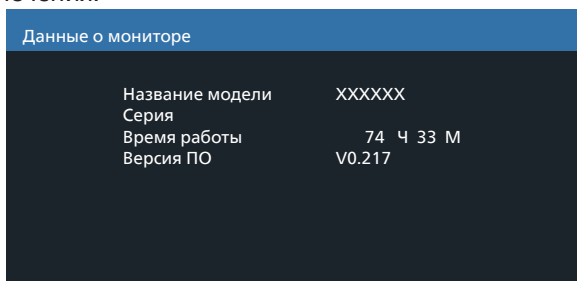 Данные о мониторе
Название модели XXXXXX
Серия
Время работы 74 Ч 33 М
Версия ПО V0.217